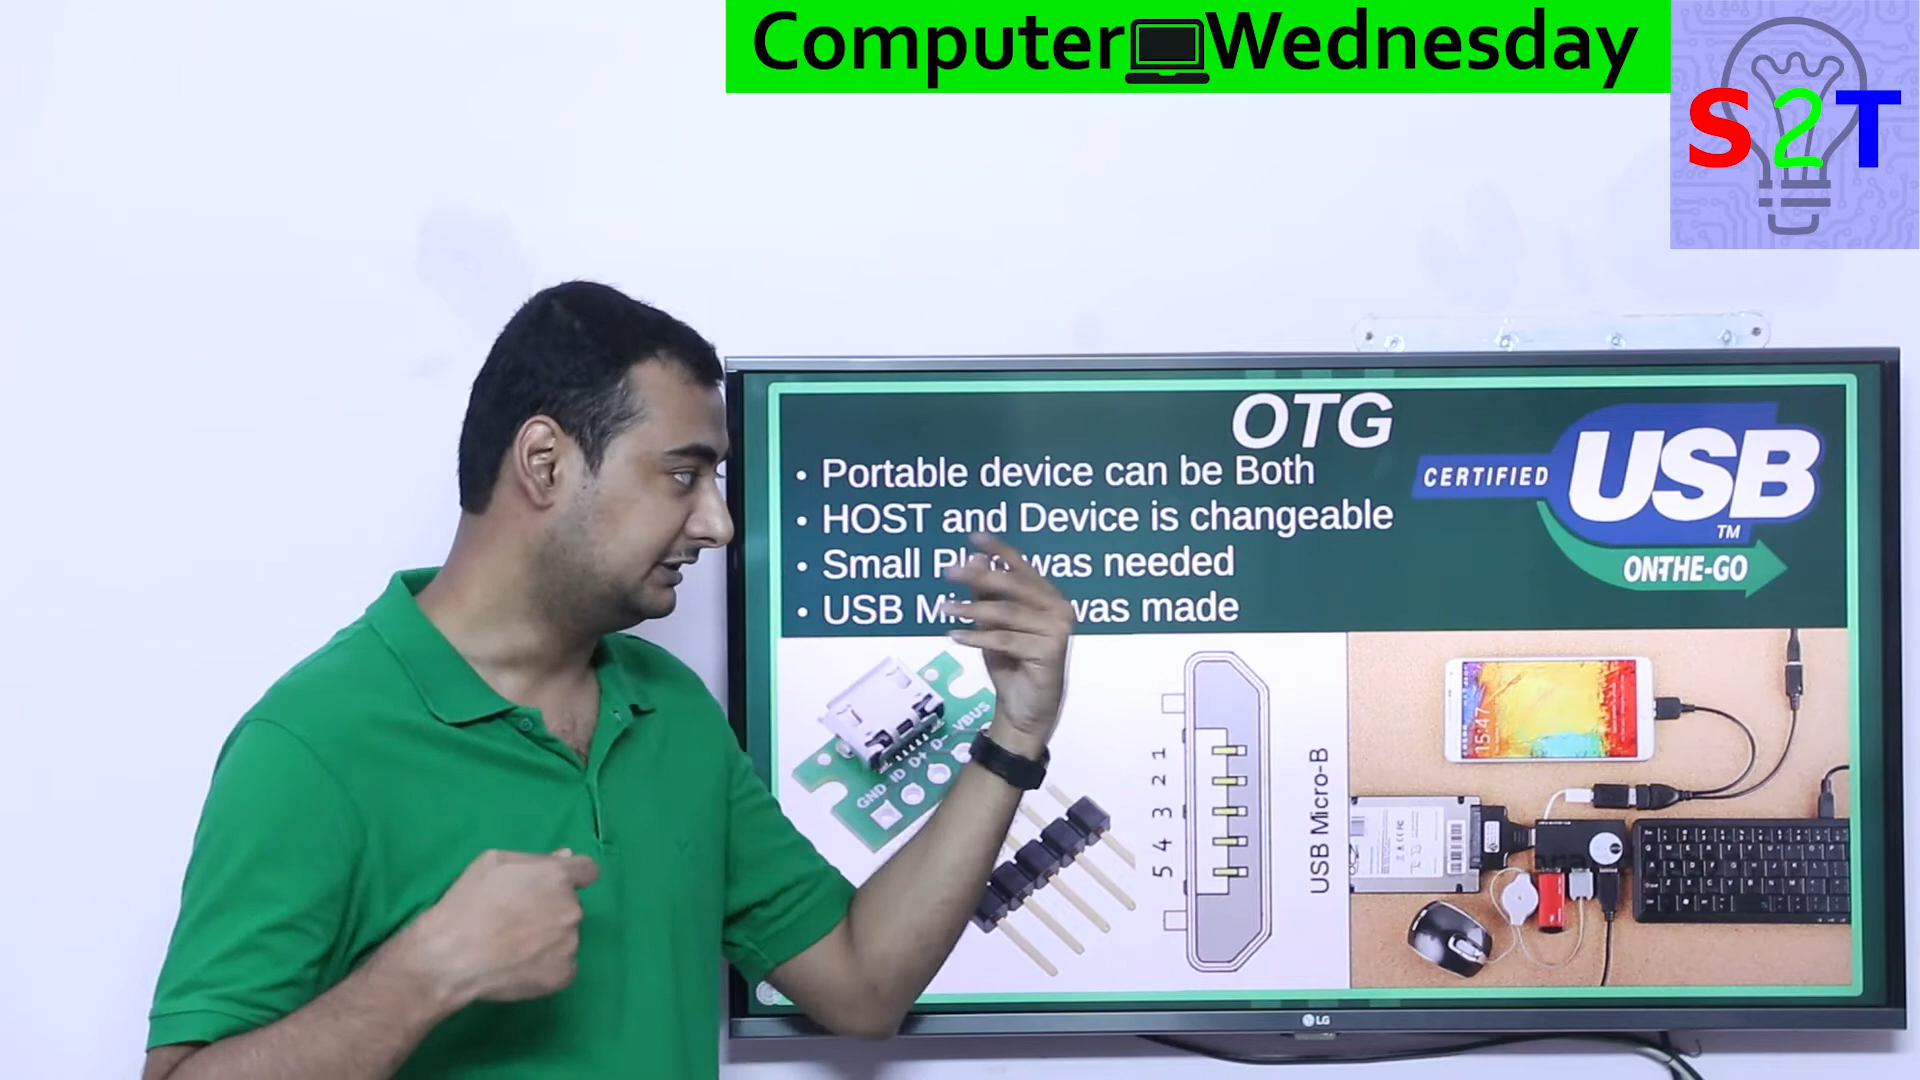 Computer Wednesday
S2T
OTG
• Portable device can be Both
• HOST and Device is changeable
• Small was needed
• USB was made
CERTIFIED USB TM
ON-THE-GO
GND ID D+ D- VBUS
1
2
3
4
5
USB Micro-B
15:47
LG